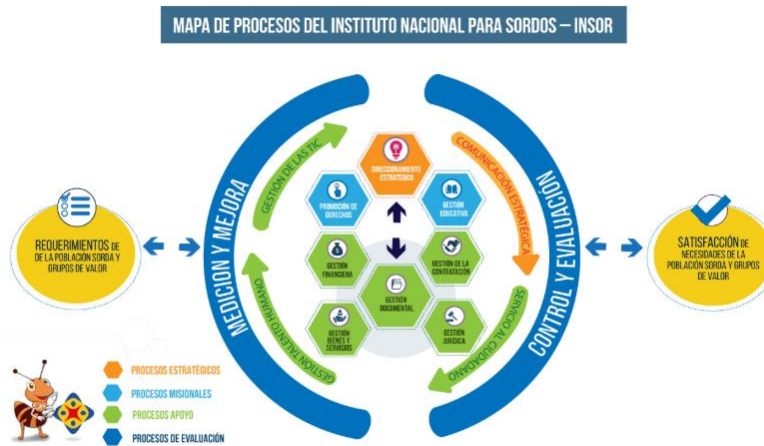 MAPA DE PROCESOS DEL INSTITUTO NACIONAL PARA SORDOS – INSOR
REQUERIMIENTOS DE
DE LA POBLACIÓN SORDA Y
GRUPOS DE VALOR
MEDICION Y MEJORA
GESTIÓN DE LAS TIC
GESTIÓN TALENTO HUMANO
DIRECCIONAMIENTO
ESTRATÉGICO
PROMOCIÓN DE
DERECHOS
GESTIÓN
EDUCATIVA
GESTIÓN
FINANCIERA
GESTIÓN DE LA
CONTRATACIÓN
GESTIÓN
DOCUMENTAL
GESTIÓN
BIENES Y
SERVICIOS
GESTIÓN
JURÍDICA
COMUNICACIÓN ESTRATÉGICA
SERVICIO AL CIUDADANO
CONTROL Y EVALUACIÓN
SATISFACCIÓN DE
NECESIDADES DE LA
POBLACIÓN SORDA Y GRUPOS
DE VALOR
PROCESOS ESTRATÉGICOS
PROCESOS MISIONALES
PROCESOS APOYO
PROCESOS DE EVALUACIÓN